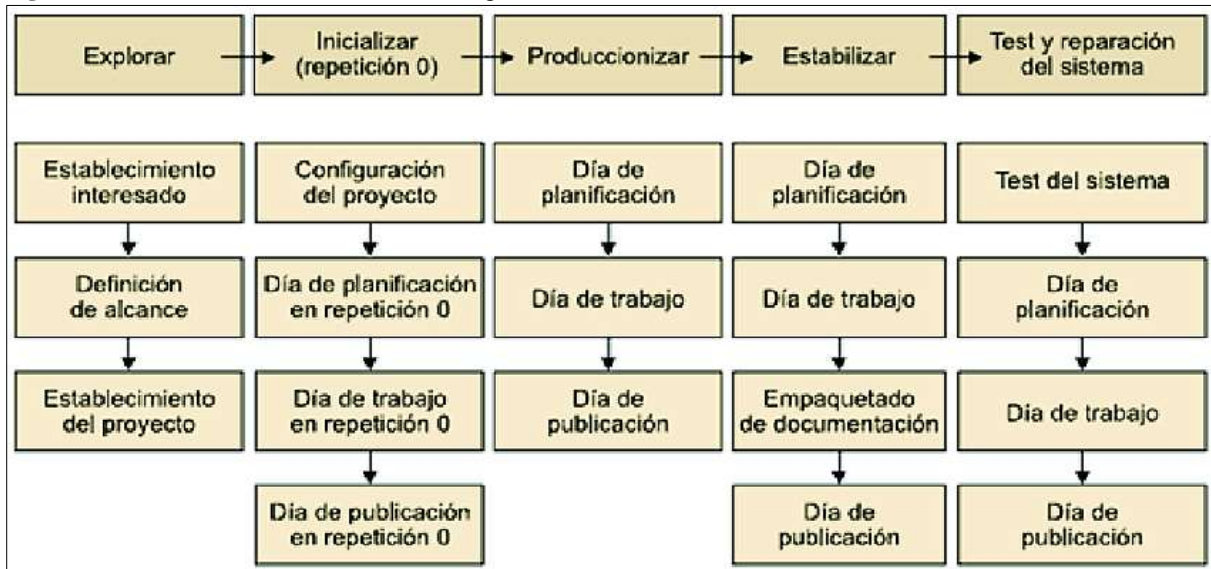 Explorar
Inicializar
(repetición 0)
Produccionizar
Estabilizar
Test y reparación
del sistema
Establecimiento
interesado
Definición
de alcance
Establecimiento
del proyecto
Configuración
del proyecto
Día de planificación
en repetición 0
Día de trabajo
en repetición 0
Día de publicación
en repetición 0
Día de
planificación
Día de trabajo
Día de
publicación
Día de
planificación
Día de trabajo
Empaquetado
de documentación
Día de
publicación
Test del sistema
Día de
planificación
Día de trabajo
Día de
publicación